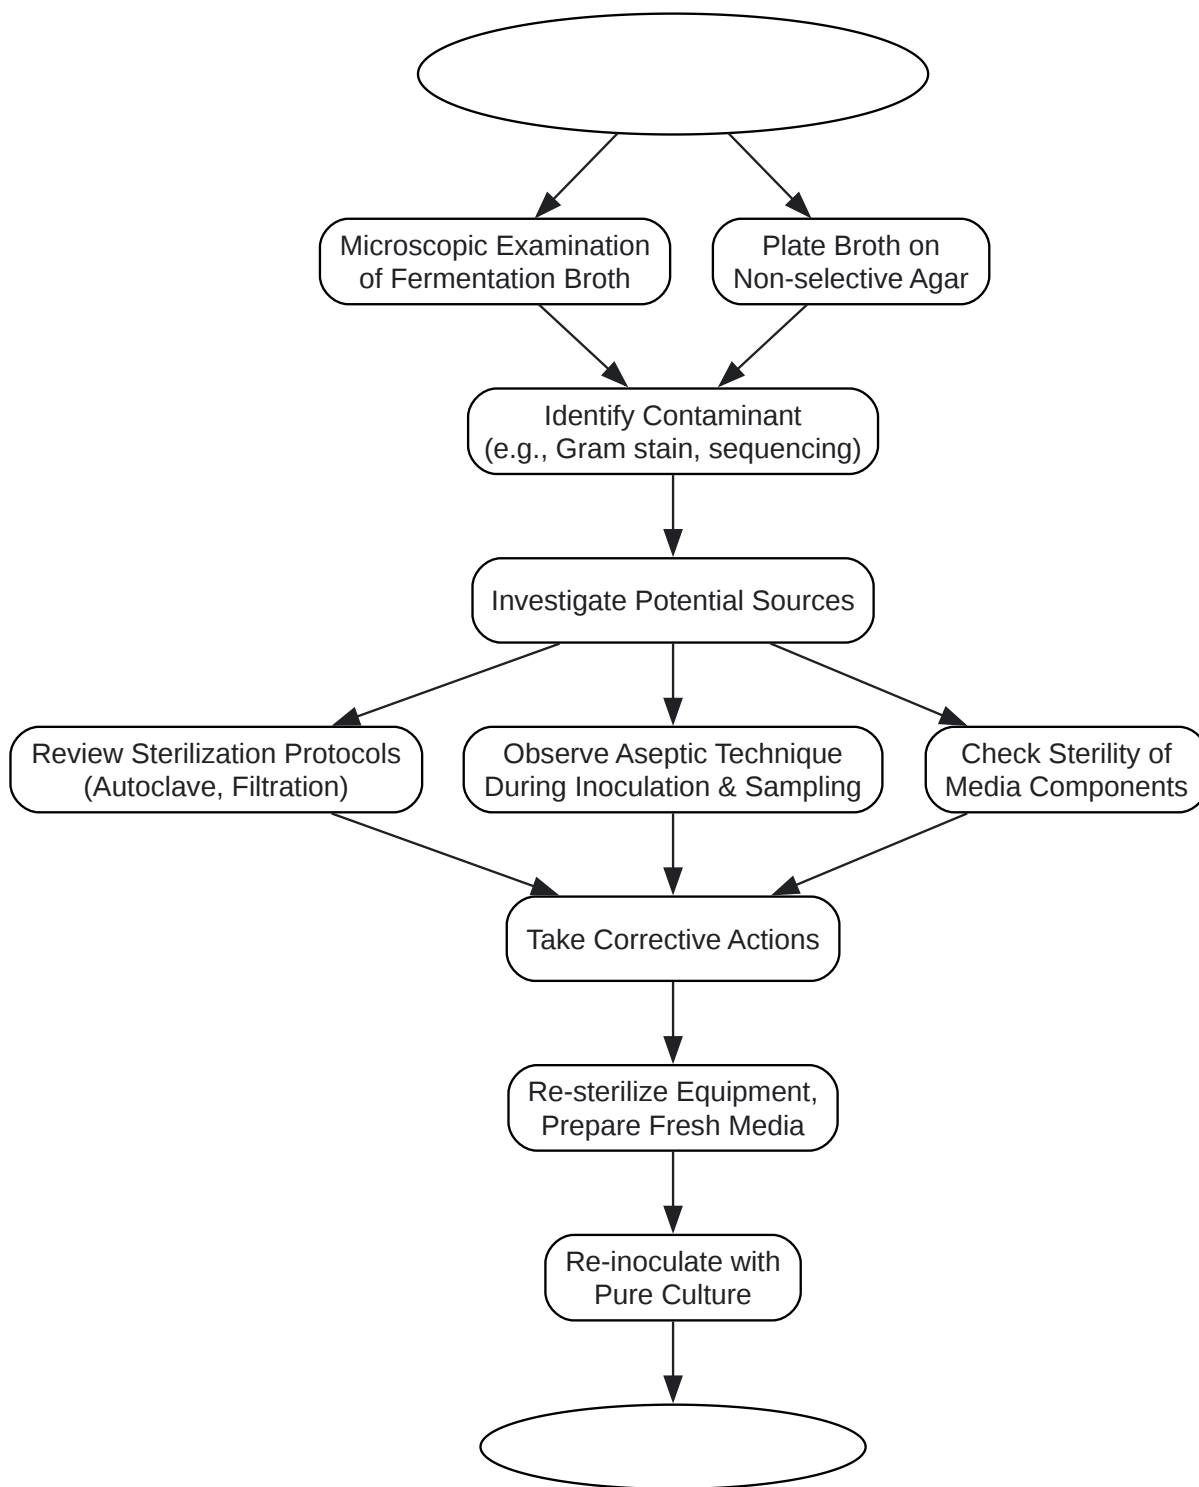 Microscopic Examination
of Fermentation Broth
Plate Broth on
Non-selective Agar
Identify Contaminant
(e.g., Gram stain, sequencing)
Investigate Potential Sources
Review Sterilization Protocols
(Autoclave, Filtration)
Observe Aseptic Technique
During Inoculation & Sampling
Check Sterility of
Media Components
Take Corrective Actions
Re-sterilize Equipment,
Prepare Fresh Media
Re-inoculate with
Pure Culture